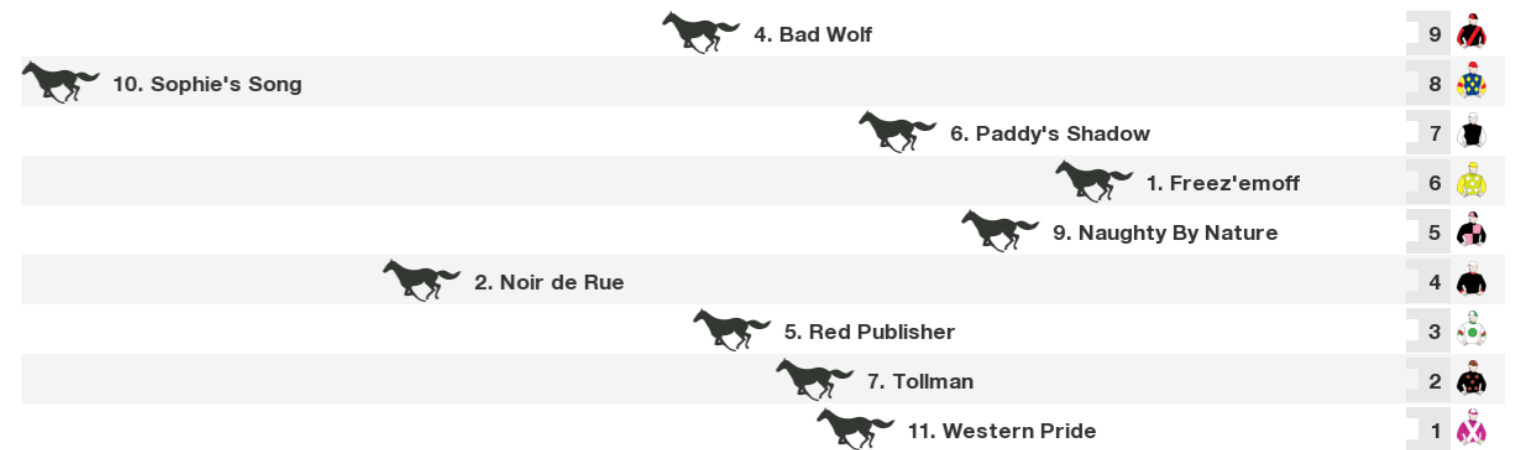 4. Bad Wolf 9
10. Sophie's Song 8
6. Paddy's Shadow 7
1. Freez'emoff 6
9. Naughty By Nature 5
2. Noir de Rue 4
5. Red Publisher 3
7. Tollman 2
11. Western Pride 1